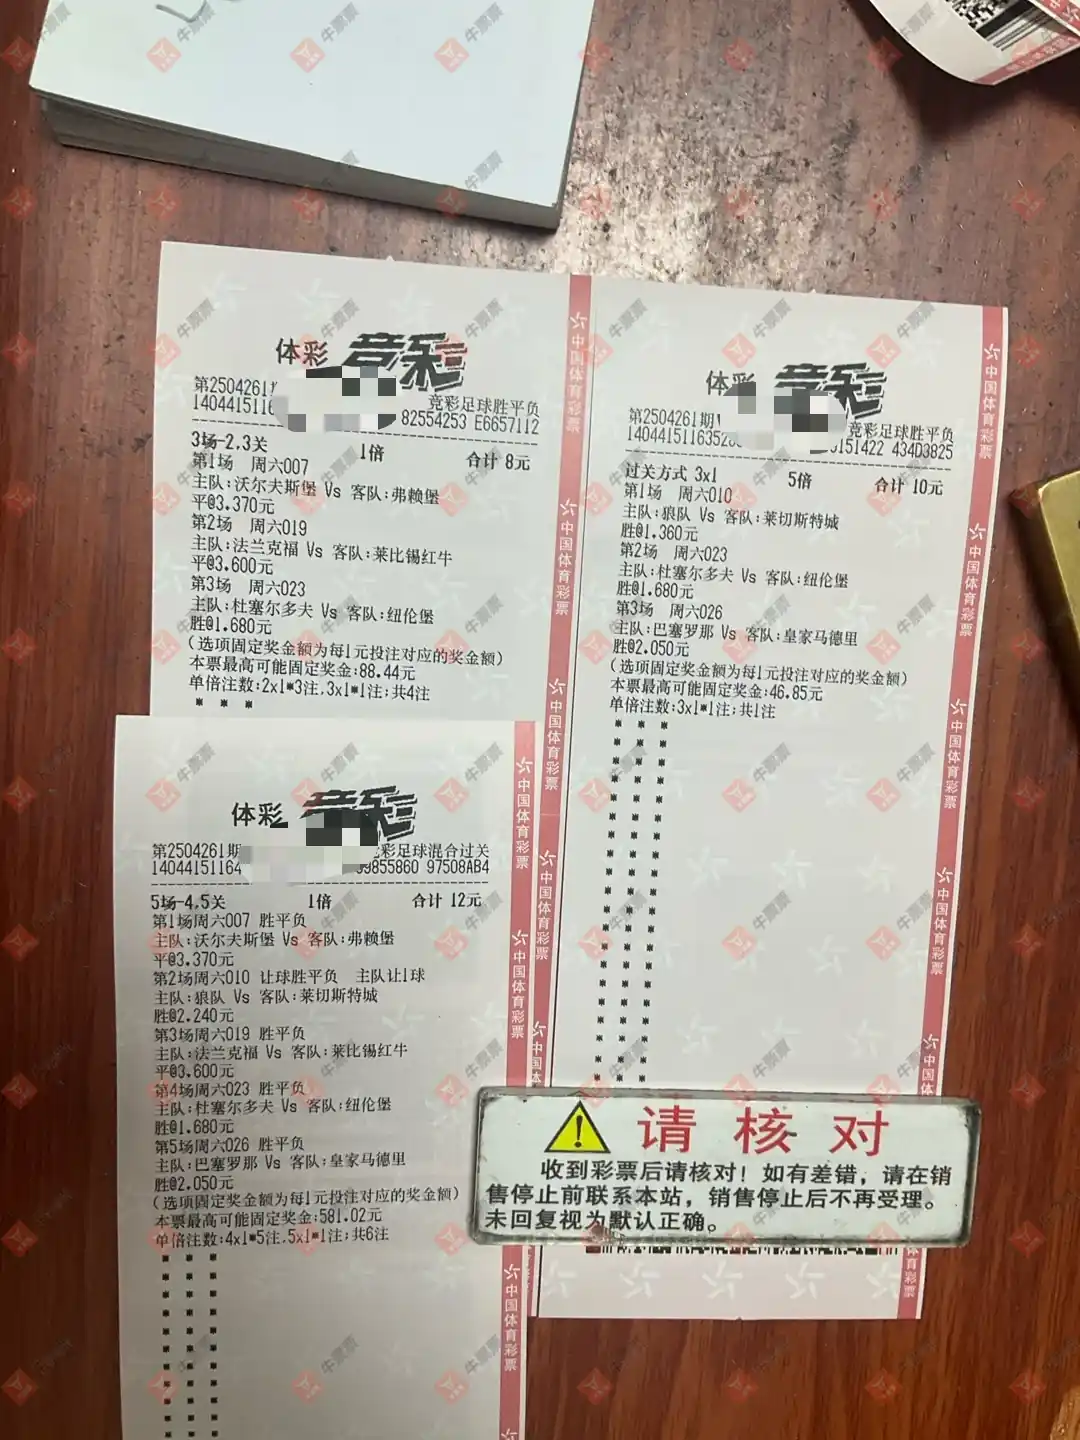 体彩 竞彩
第2504261
竞彩足球胜平负
1404415116
82554253 E6657112
3场-2.3关 1倍 合计 8元
第1场 周六007
主队:沃尔夫斯堡 Vs 客队:弗赖堡
平@3.370元
第2场 周六019
主队:法兰克福 Vs 客队:莱比锡红牛
平@3.600元
第3场 周六023
主队:杜塞尔多夫 Vs 客队:纽伦堡
胜@1.680元
(选项固定奖金额为每1元投注对应的奖金额)
本票最高可能固定奖金:88.44元
单倍注数:2x1*3注,3x1*1注;共4注
体彩 竞彩
第2504261期
竞彩足球胜平负
14044151163528
151422 434D3825
过关方式 3x1 5倍 合计 10元
第1场 周六010
主队:狼队 Vs 客队:莱切斯特城
胜@1.360元
第2场 周六023
主队:杜塞尔多夫 Vs 客队:纽伦堡
胜@1.680元
第3场 周六026
主队:巴塞罗那 Vs 客队:皇家马德里
胜@2.050元
(选项固定奖金额为每1元投注对应的奖金额)
本票最高可能固定奖金:46.85元
单倍注数:3x1*1注;共1注
体彩 竞彩
第2504261期
彩足球混合过关
14044151164
99855860 97508AB4
5场-4.5关 1倍 合计 12元
第1场周六007 胜平负
主队:沃尔夫斯堡 Vs 客队:弗赖堡
平@3.370元
第2场周六010 让球胜平负 主队让1球
主队:狼队 Vs 客队:莱切斯特城
胜@2.240元
第3场周六019 胜平负
主队:法兰克福 Vs 客队:莱比锡红牛
平@3.600元
第4场周六023 胜平负
主队:杜塞尔多夫 Vs 客队:纽伦堡
胜@1.680元
第5场周六026 胜平负
主队:巴塞罗那 Vs 客队:皇家马德里
胜@2.050元
(选项固定奖金额为每1元投注对应的奖金额)
本票最高可能固定奖金:581.02元
单倍注数:4x1*5注,5x1*1注;共6注
请核对
收到彩票后请核对!如有差错,请在销
售停止前联系本站,销售停止后不再受理。
未回复视为默认正确。
中国体育彩票
中国体育彩票
中国体育彩票
牛票票